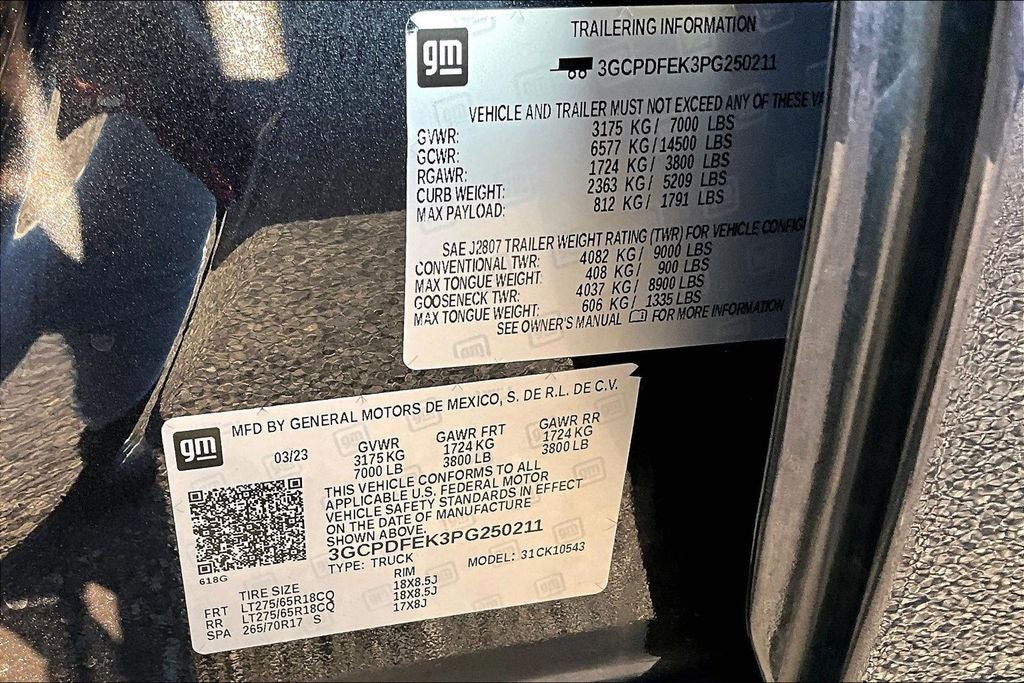 gm
TRAILERING INFORMATION
3GCPDFEK3PG250211
VEHICLE AND TRAILER MUST NOT EXCEED ANY OF THESE
GVWR: 3175 KG/ 7000 LBS
GCWR: 6577 KG/14500 LBS
RGAWR: 1724 KG/ 3800 LBS
CURB WEIGHT: 2363 KG/ 5209 LBS
MAX PAYLOAD: 812 KG/ 1791 LBS
SAE J2807 TRAILER WEIGHT RATING (TWR) FOR VEHICLE
CONVENTIONAL TWR: 4082 KG/ 9000 LBS
MAX TONGUE WEIGHT: 408 KG/ 900 LBS
GOOSENECK TWR: 4037 KG/ 8900 LBS
MAX TONGUE WEIGHT: 606 KG/ 1335 LBS
SEE OWNER'S MANUAL FOR MORE INFORMATION
gm
MFD BY GENERAL MOTORS DE MEXICO, S. DE R.L. DE C.V.
03/23 GVWR GAWR FRT GAWR RR
3175 KG 1724 KG 1724 KG
7000 LB 3800 LB 3800 LB
THIS VEHICLE CONFORMS TO ALL
APPLICABLE U.S. FEDERAL MOTOR
VEHICLE SAFETY STANDARDS IN EFFECT
ON THE DATE OF MANUFACTURE
SHOWN ABOVE.
3GCPDFEK3PG250211
TYPE: TRUCK MODEL: 31CK10543
618G
TIRE SIZE RIM
FRT LT275/65R18CQ 18X8.5J
RR LT275/65R18CQ 18X8.5J
SPA 265/70R17 S 17X8J